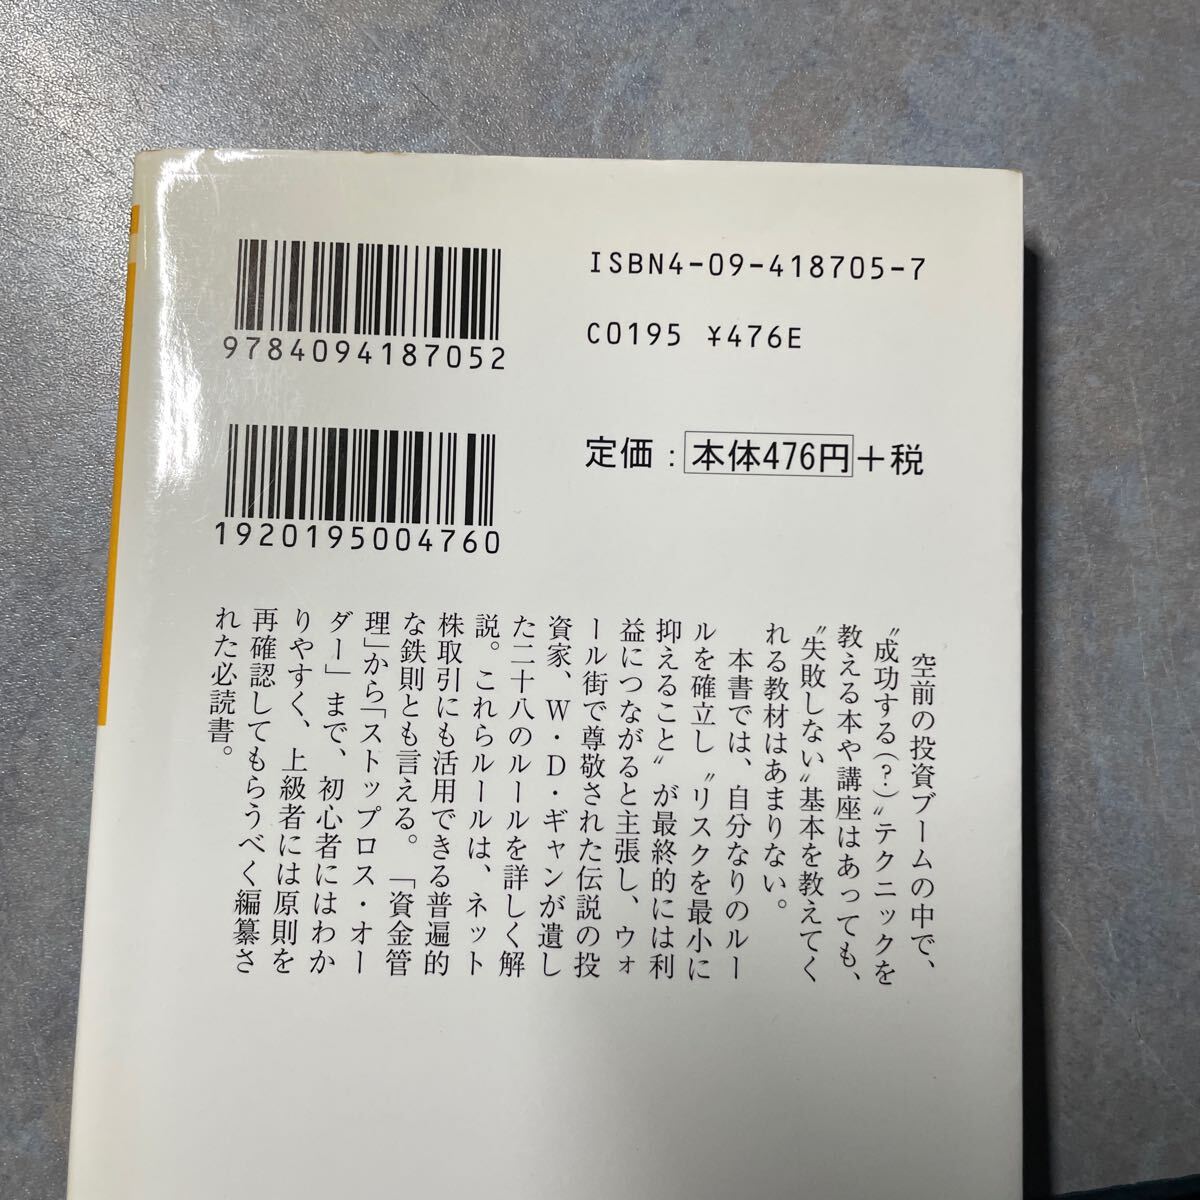 9784094187052
ISBN4-09-418705-7
C0195 ¥476E
1920195004760
定価：本体476円＋税
空前の投資ブームの中で、
〝成功する（？）〟テクニックを
教える本や講座はあっても、
〝失敗しない〟基本を教えてく
れる教材はあまりない。
本書では、自分なりのルー
ルを確立し〝リスクを最小に
抑えること〟が最終的には利
益につながると主張し、ウォ
ール街で尊敬された伝説の投
資家、W・D・ギャンが遺し
た二十八のルールを詳しく解
説。これらルールは、ネット
株取引にも活用できる普遍的
な鉄則とも言える。「資金管
理」から「ストップロス・オー
ダー」まで、初心者にはわか
りやすく、上級者には原則を
再確認してもらうべく編纂さ
れた必読書。